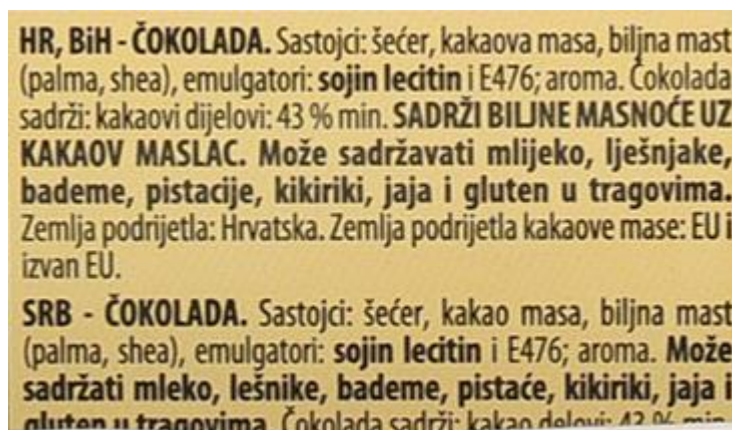 HR, BiH - ČOKOLADA. Sastojci: šećer, kakaova masa, biljna mast
(palma, shea), emulgatori: sojin lecitin i E476; aroma. Čokolada
sadrži: kakaovi dijelovi: 43 % min. SADRŽI BILJNE MASNOĆE UZ
KAKAOV MASLAC. Može sadržavati mlijeko, lješnjake,
bademe, pistacije, kikiriki, jaja i gluten u tragovima.
Zemlja podrijetla: Hrvatska. Zemlja podrijetla kakaove mase: EU i
izvan EU.
SRB - ČOKOLADA. Sastojci: šećer, kakao masa, biljna mast
(palma, shea), emulgatori: sojin lecitin i E476; aroma. Može
sadržati mleko, lešnike, bademe, pistaće, kikiriki, jaja i
gluten u tragovima. Čokolada sadrži: kakao delovi: 43 % min.